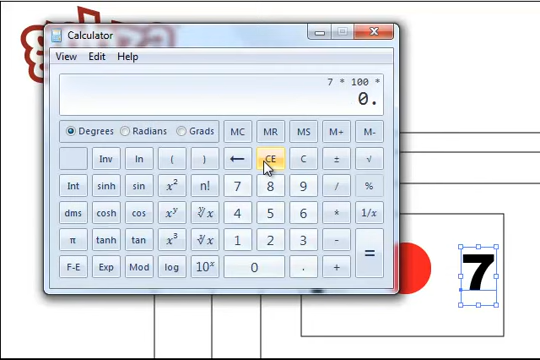 Calculator
View Edit Help
7 * 100 *
0.
Degrees Radians Grads MC MR MS M+ M-
Inv ln ( ) ← CE C ± √
Int sinh sin x² n! 7 8 9 / %
dms cosh cos xʸ ʸ√x 4 5 6 * 1/x
π tanh tan x³ ³√x 1 2 3 - =
F-E Exp Mod log 10ˣ 0 . +
7